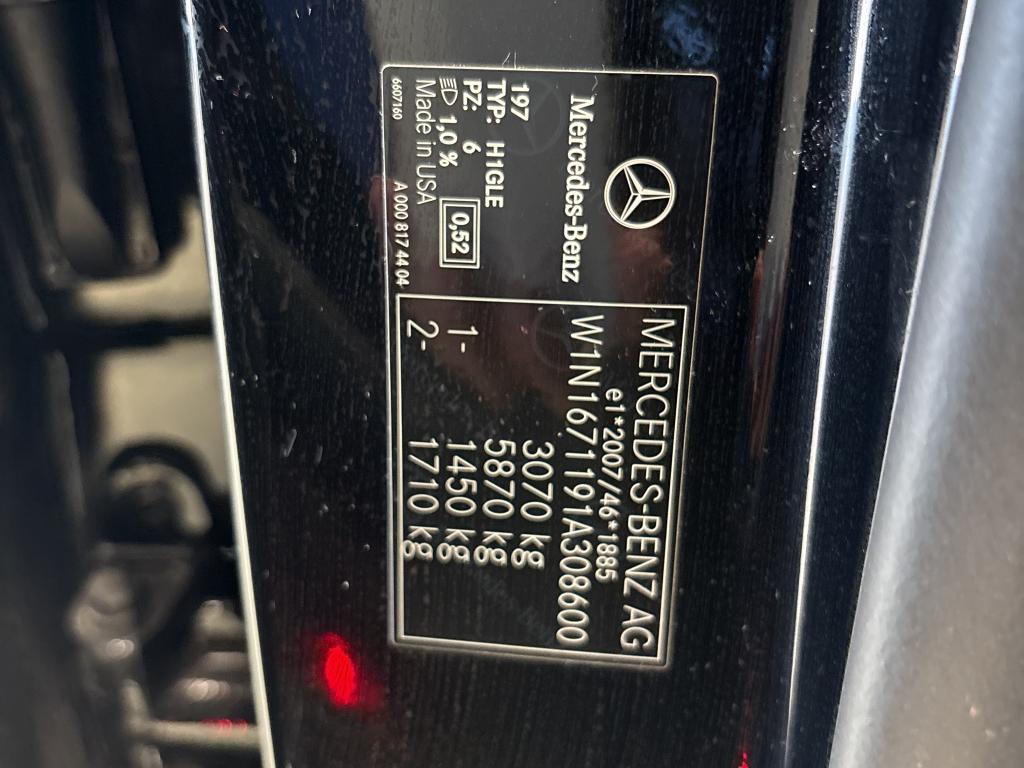 Mercedes-Benz
197
TYP: H1GLE
PZ: 6
1,0 %
0,52
Made in USA
6607160
A 000 817 44 04
MERCEDES-BENZ AG
e1*2007/46*1885
W1N1671191A308600
3070 kg
5870 kg
1- 1450 kg
2- 1710 kg